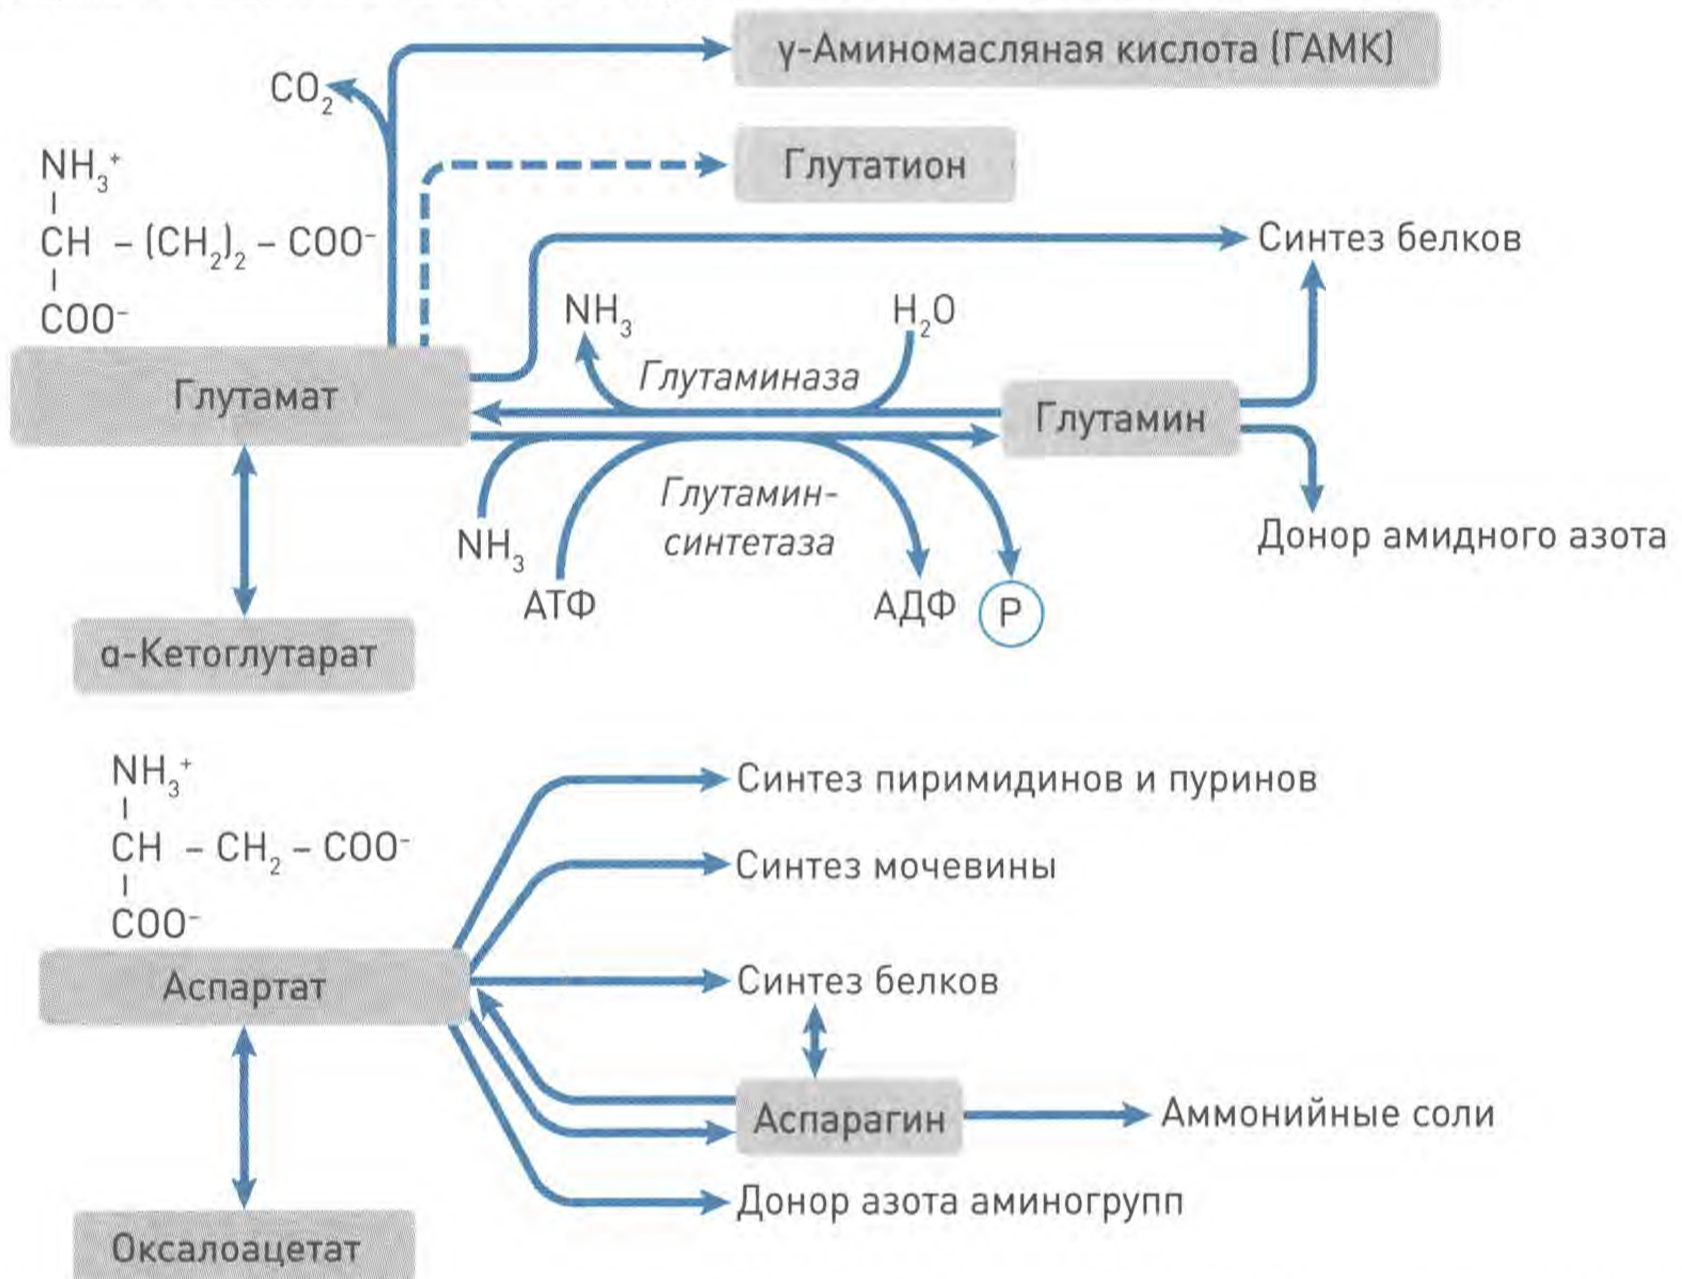 γ-Аминомасляная кислота (ГАМК)
CO₂
Глутатион
NH₃⁺
CH – (CH₂)₂ – COO⁻
COO⁻
Синтез белков
NH₃
H₂O
Глутаминаза
Глутамат
Глутамин
Глутамин-
синтетаза
NH₃
АТФ
АДФ
P
Донор амидного азота
α-Кетоглутарат
NH₃⁺
CH – CH₂ – COO⁻
COO⁻
Синтез пиримидинов и пуринов
Синтез мочевины
Аспартат
Синтез белков
Аспарагин
Аммонийные соли
Донор азота аминогрупп
Оксалоацетат